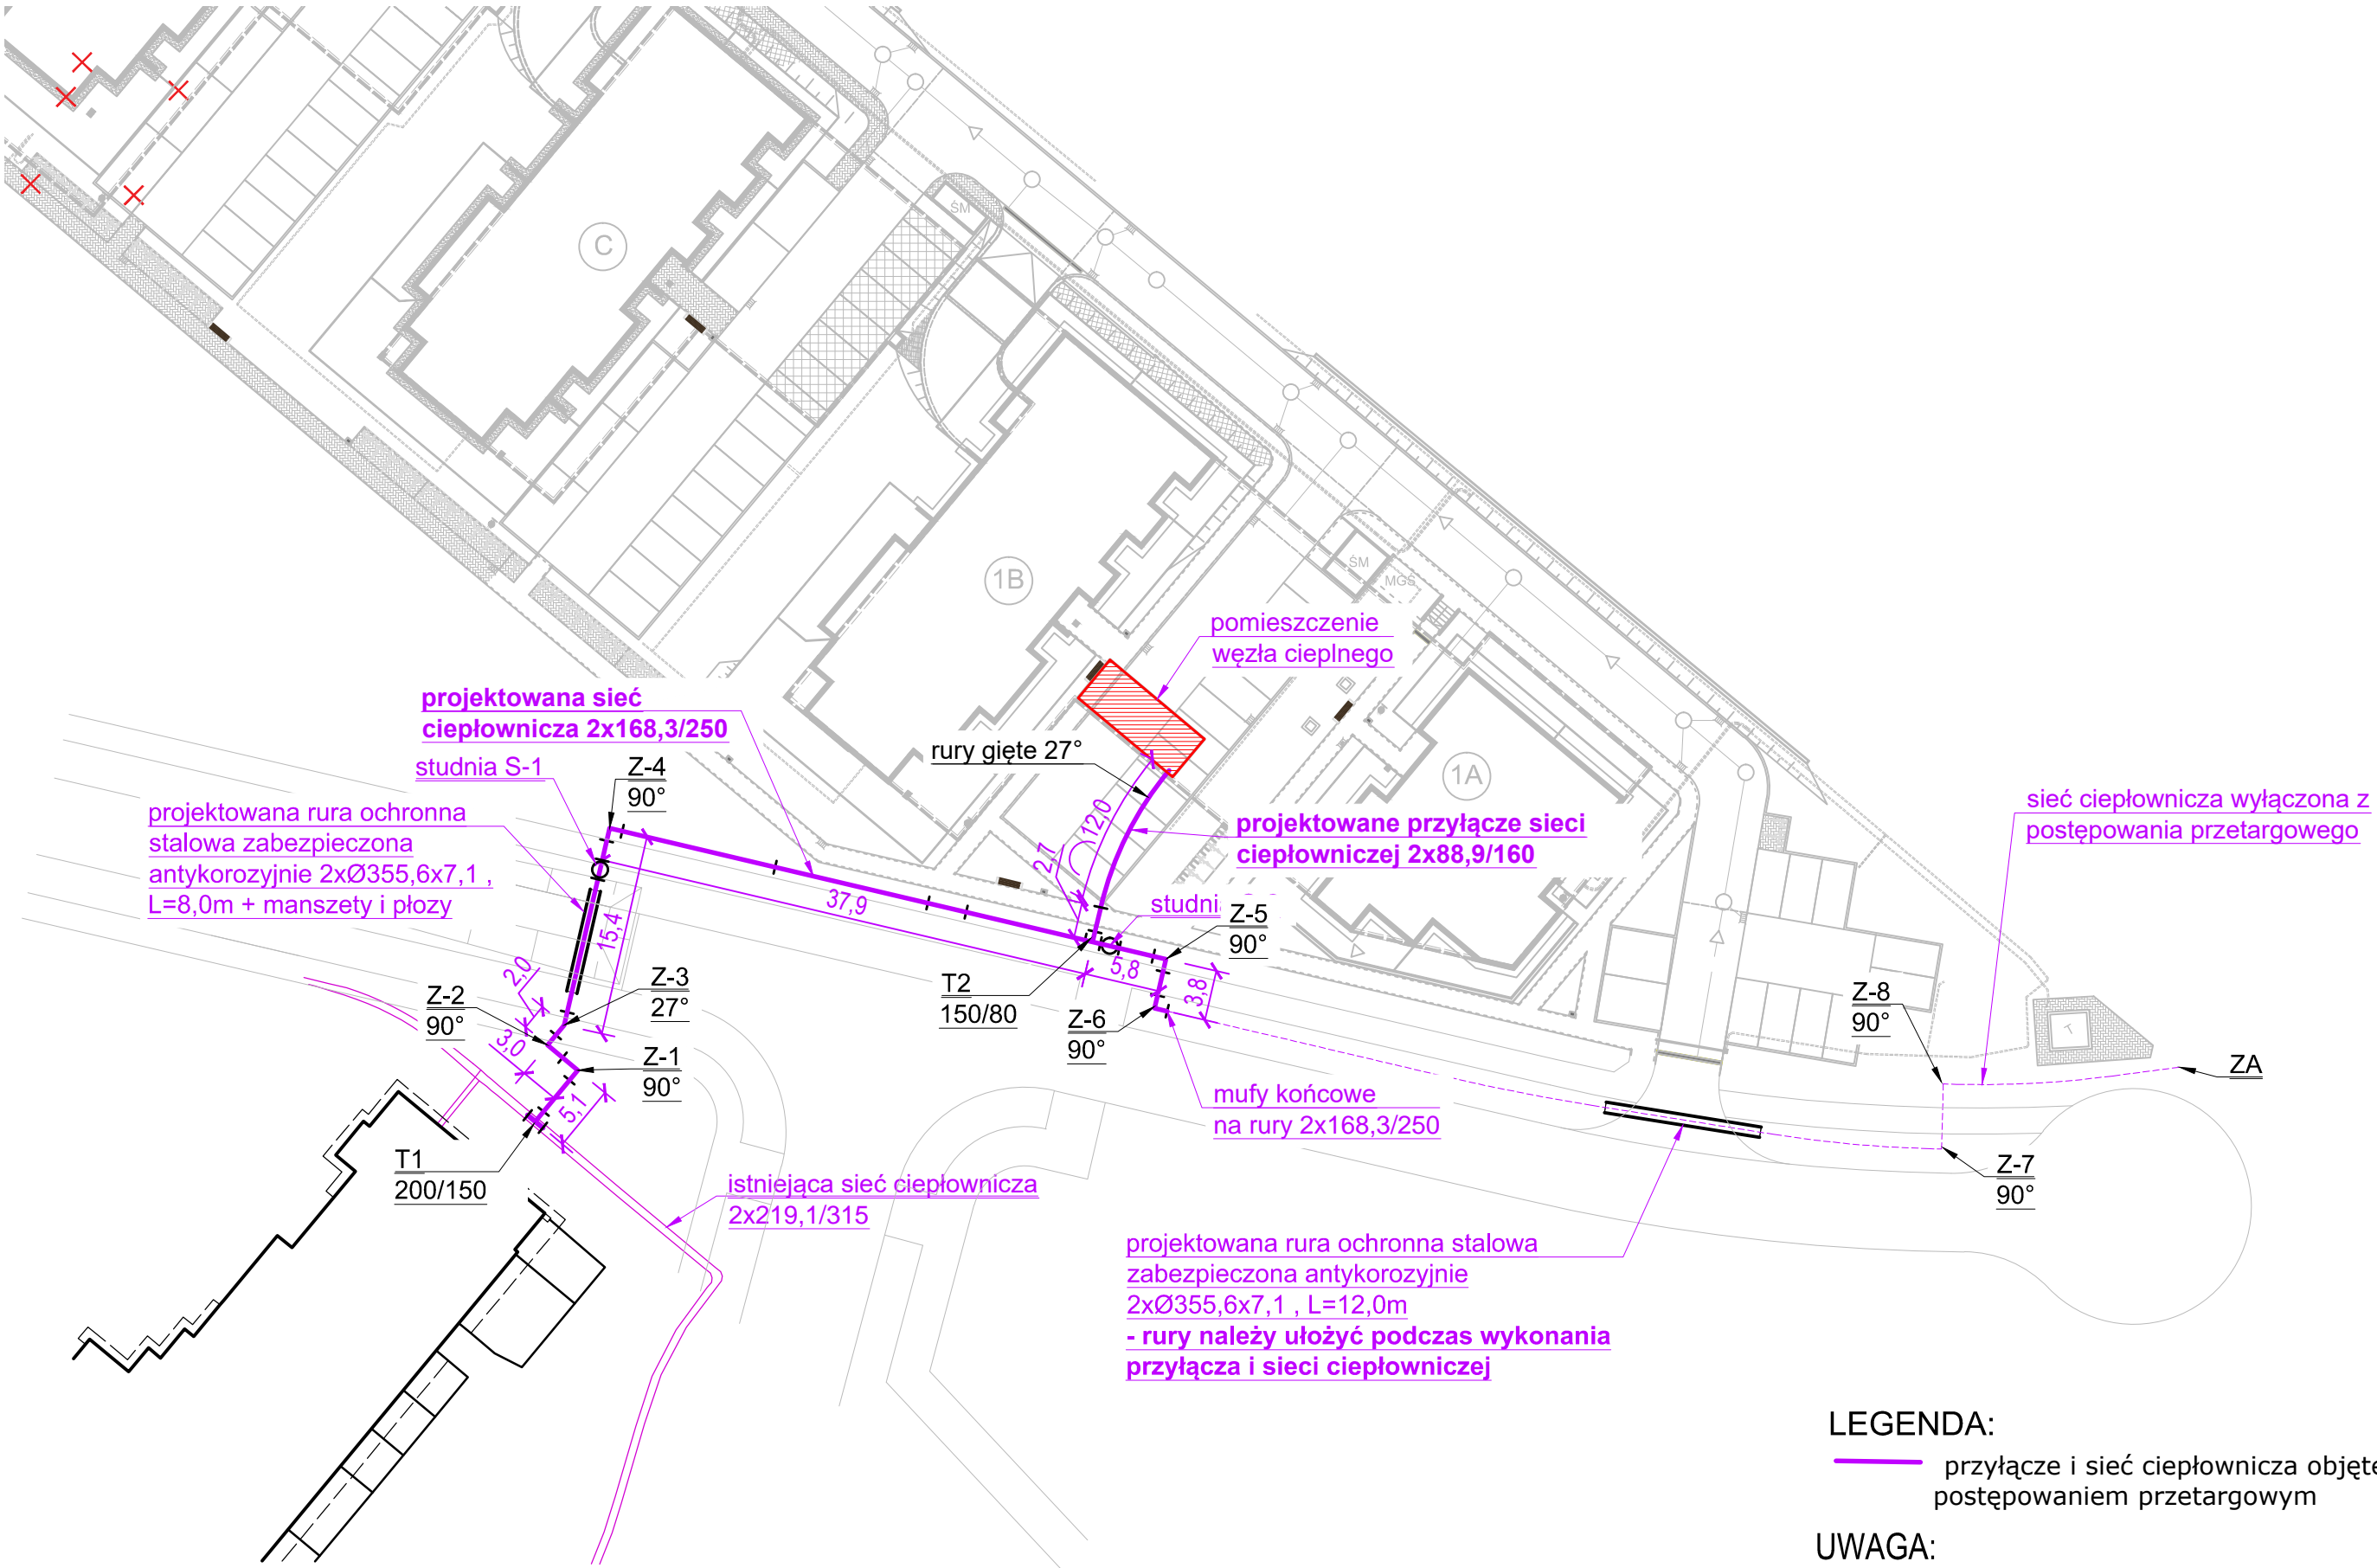 C
ŚM
1B
ŚM
MGŚ
1A
pomieszczenie
węzła cieplnego
projektowana sieć
ciepłownicza 2x168,3/250
studnia S-1
Z-4
90°
rury gięte 27°
projektowana rura ochronna
stalowa zabezpieczona
antykorozyjnie 2xØ355,6x7,1 ,
L=8,0m + manszety i płozy
12,0
2,7
projektowane przyłącze sieci
ciepłowniczej 2x88,9/160
sieć ciepłownicza wyłączona z
postępowania przetargowego
37,9
15,4
Z-5
90°
5,8
3,8
2,0
Z-2
90°
Z-3
27°
T2
150/80
Z-6
90°
Z-8
90°
T
ZA
3,0
Z-1
90°
5,1
mufy końcowe
na rury 2x168,3/250
T1
200/150
istniejąca sieć ciepłownicza
2x219,1/315
Z-7
90°
projektowana rura ochronna stalowa
zabezpieczona antykorozyjnie
2xØ355,6x7,1 , L=12,0m
- rury należy ułożyć podczas wykonania
przyłącza i sieci ciepłowniczej
LEGENDA:
przyłącze i sieć ciepłownicza objęte
postępowaniem przetargowym
UWAGA: